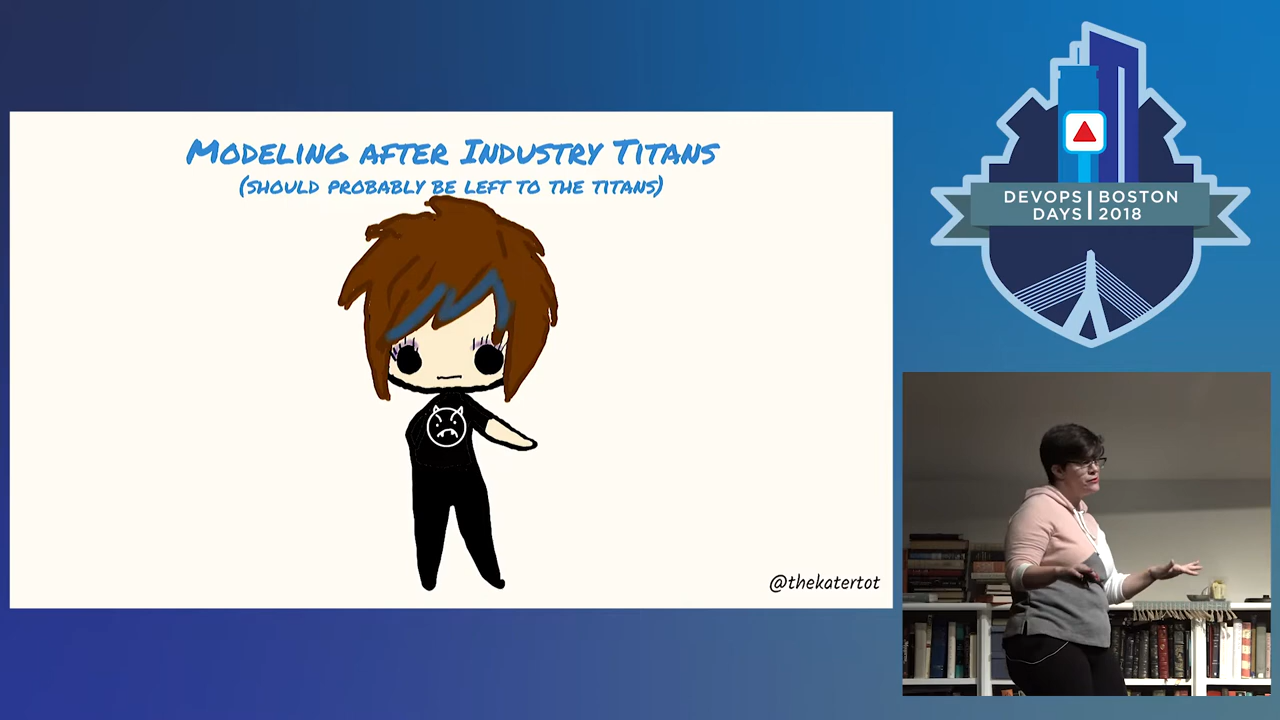 Modeling after Industry Titans
(should probably be left to the titans)
@thekatertot
DEVOPS DAYS
BOSTON 2018